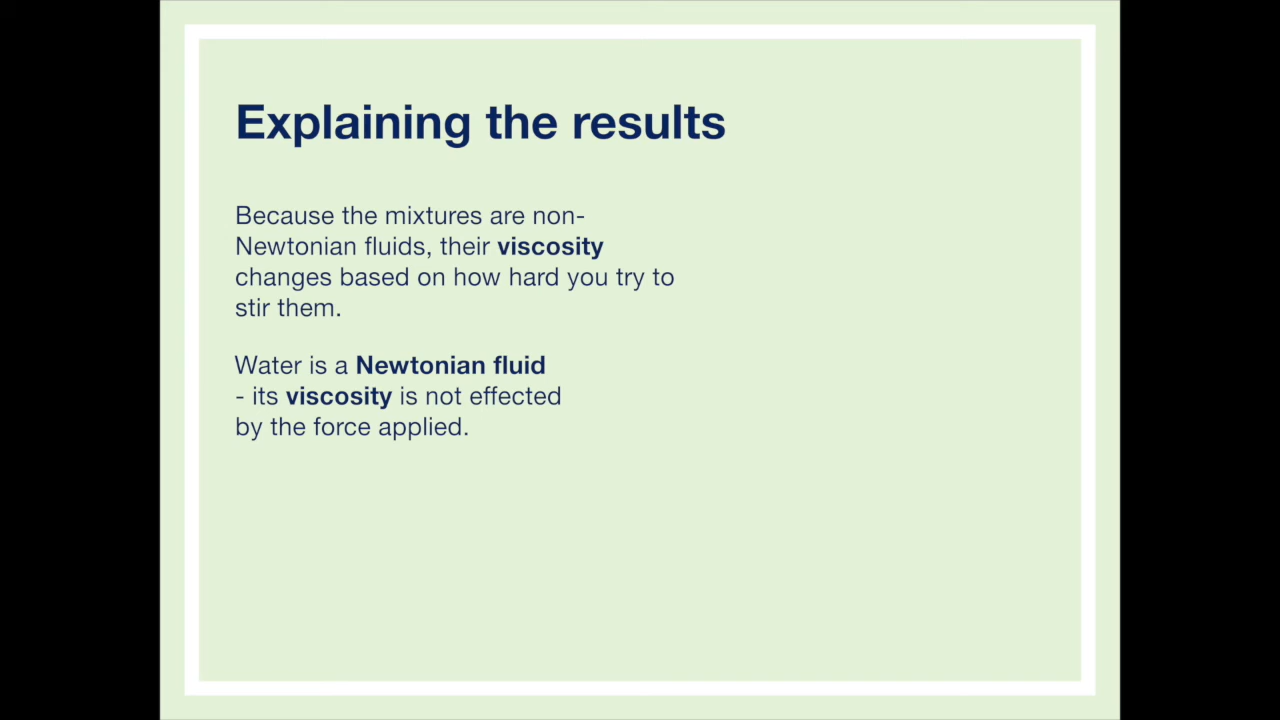 Explaining the results
Because the mixtures are non-
Newtonian fluids, their viscosity
changes based on how hard you try to
stir them.
Water is a Newtonian fluid
- its viscosity is not effected
by the force applied.